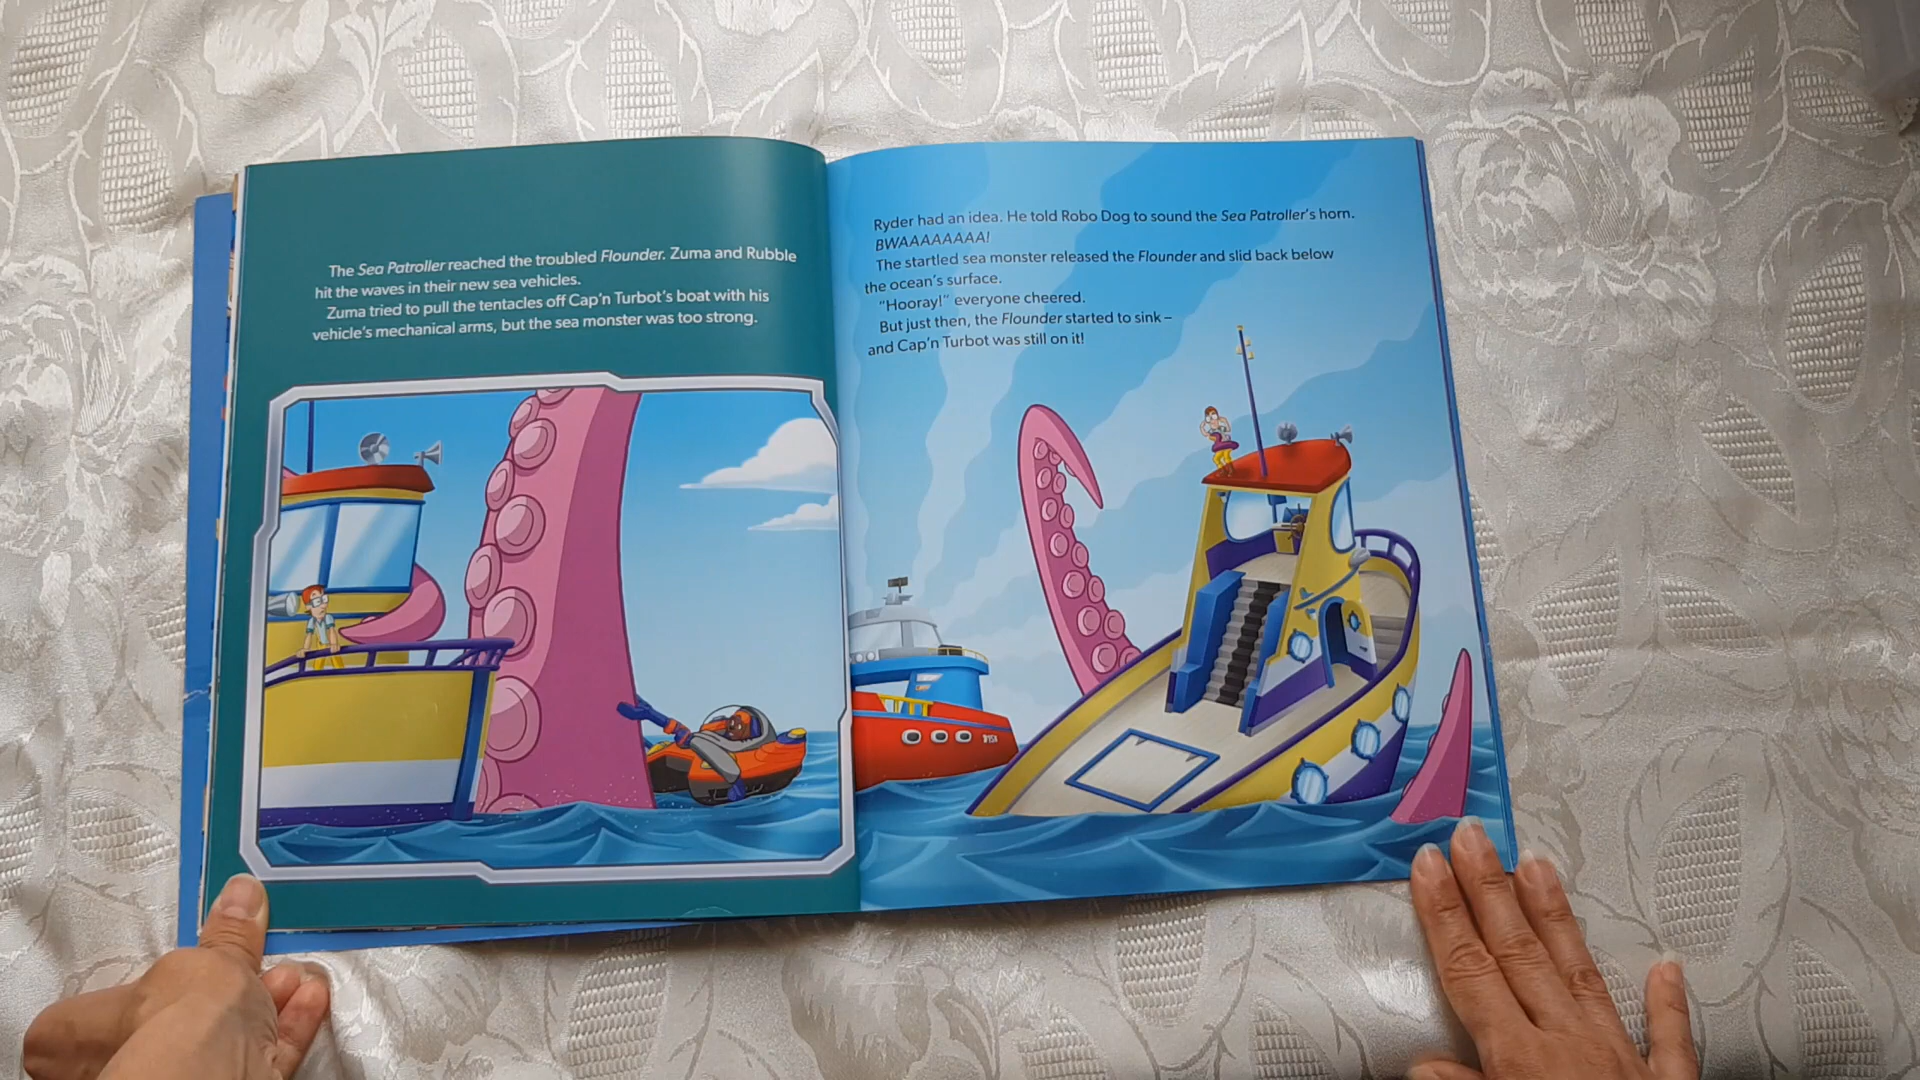 The Sea Patroller reached the troubled Flounder. Zuma and Rubble
hit the waves in their new sea vehicles.
Zuma tried to pull the tentacles off Cap'n Turbot's boat with his
vehicle's mechanical arms, but the sea monster was too strong.
Ryder had an idea. He told Robo Dog to sound the Sea Patroller's horn.
BWAAAAAAAA!
The startled sea monster released the Flounder and slid back below
the ocean's surface.
"Hooray!" everyone cheered.
But just then, the Flounder started to sink –
and Cap'n Turbot was still on it!